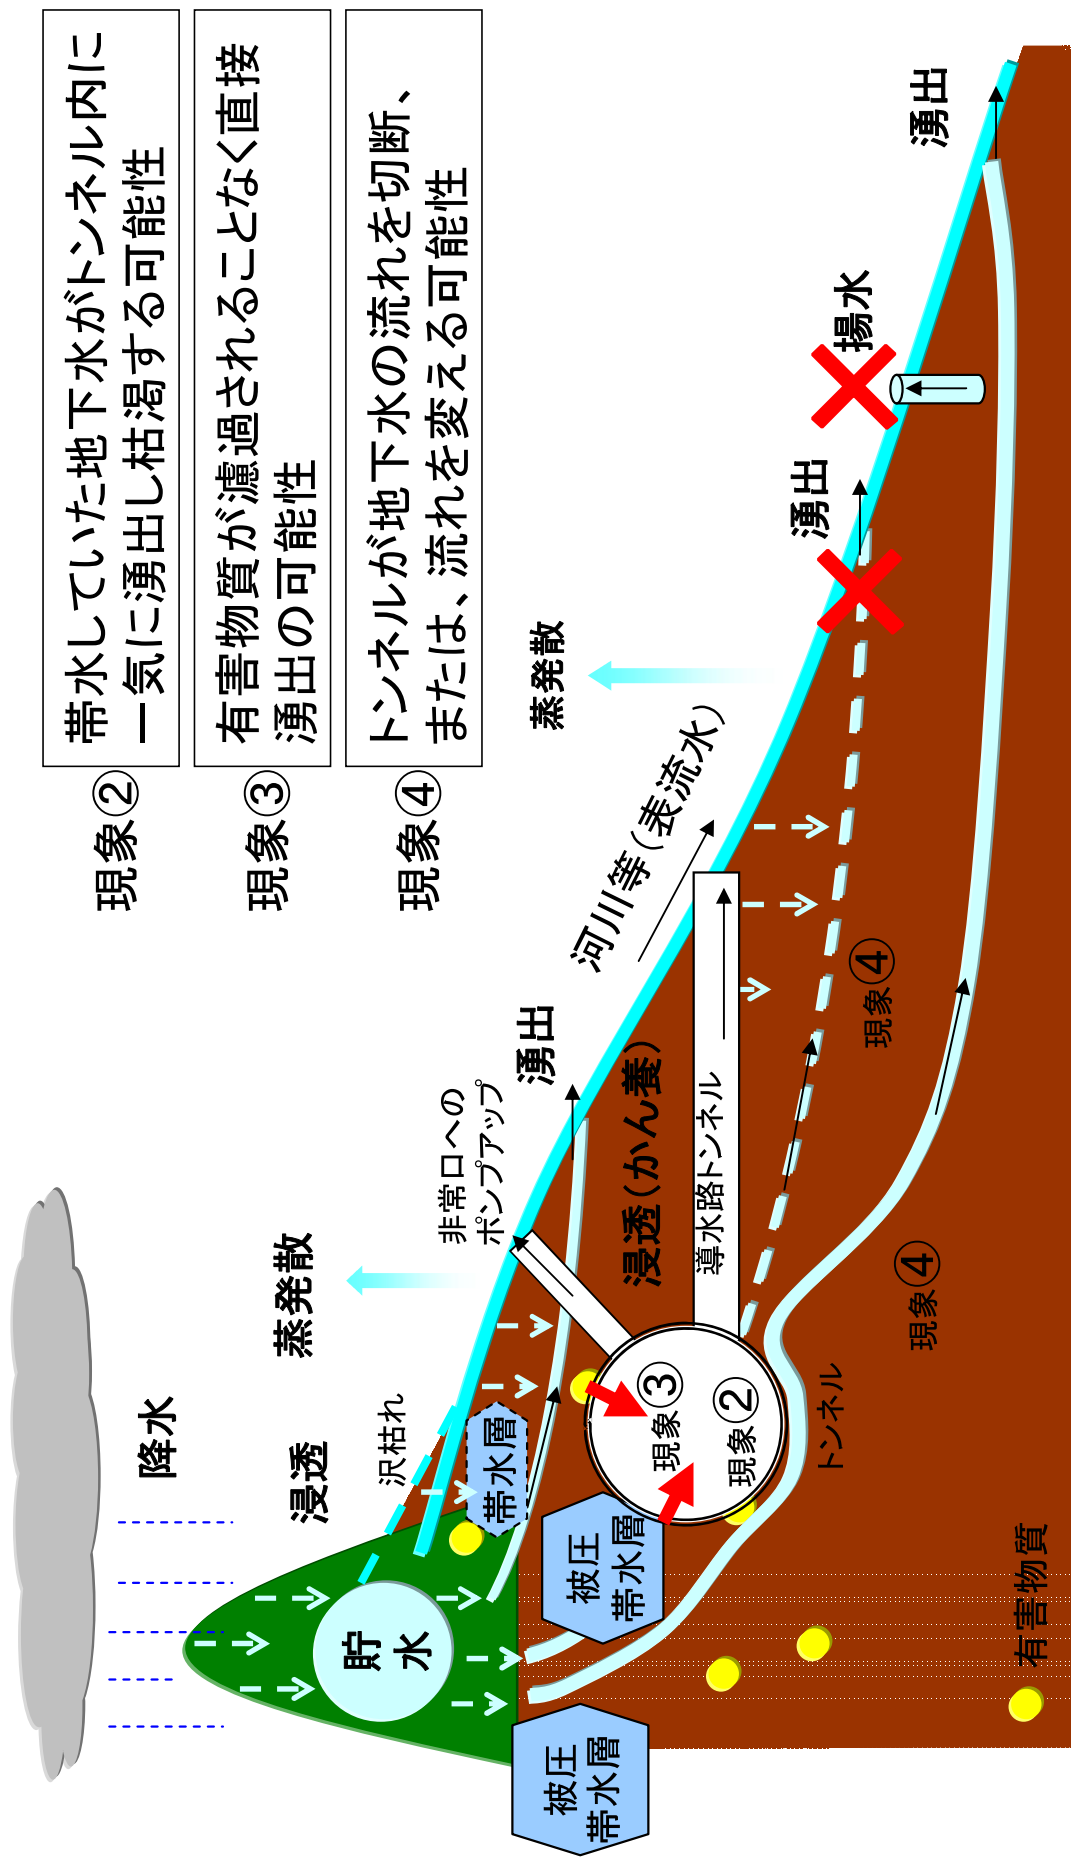 現象②
帯水していた地下水がトンネル内に
一気に湧出し枯渇する可能性
現象③
有害物質が濾過されることなく直接
湧出の可能性
現象④
トンネルが地下水の流れを切断、
または、流れを変える可能性
降水
蒸発散
浸透
沢枯れ
貯
水
帯水層
非常口への
ポンプアップ
湧出
蒸発散
河川等（表流水）
浸透（かん養）
導水路トンネル
湧出
揚水
湧出
被圧
帯水層
被圧
帯水層
現象③
現象②
トンネル
現象④
現象④
有害物質